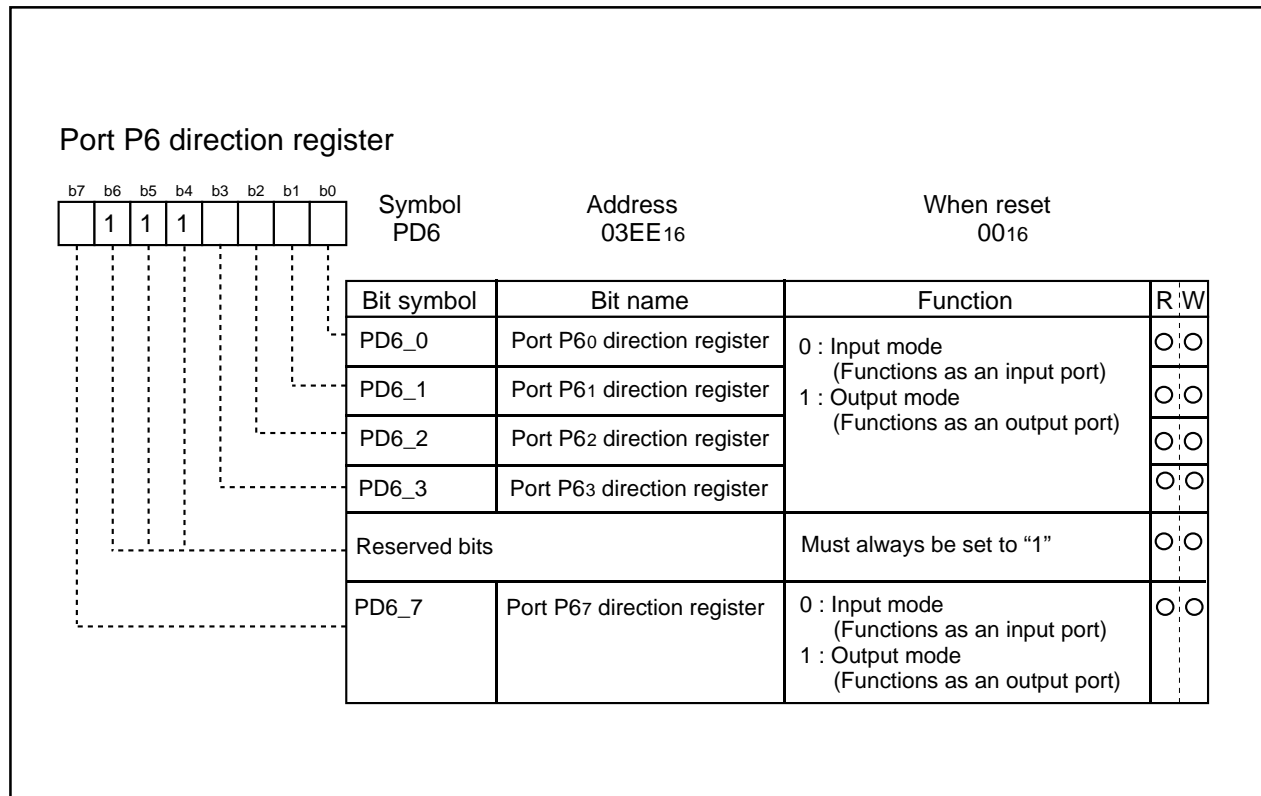 Port P6 direction register
b7 b6 b5 b4 b3 b2 b1 b0
1 1 1
Symbol Address When reset
PD6 03EE16 0016
Bit symbol Bit name Function R W
PD6_0 Port P60 direction register 0 : Input mode
(Functions as an input port)
PD6_1 Port P61 direction register 1 : Output mode
(Functions as an output port)
PD6_2 Port P62 direction register
PD6_3 Port P63 direction register
Reserved bits Must always be set to “1”
PD6_7 Port P67 direction register 0 : Input mode
(Functions as an input port)
1 : Output mode
(Functions as an output port)